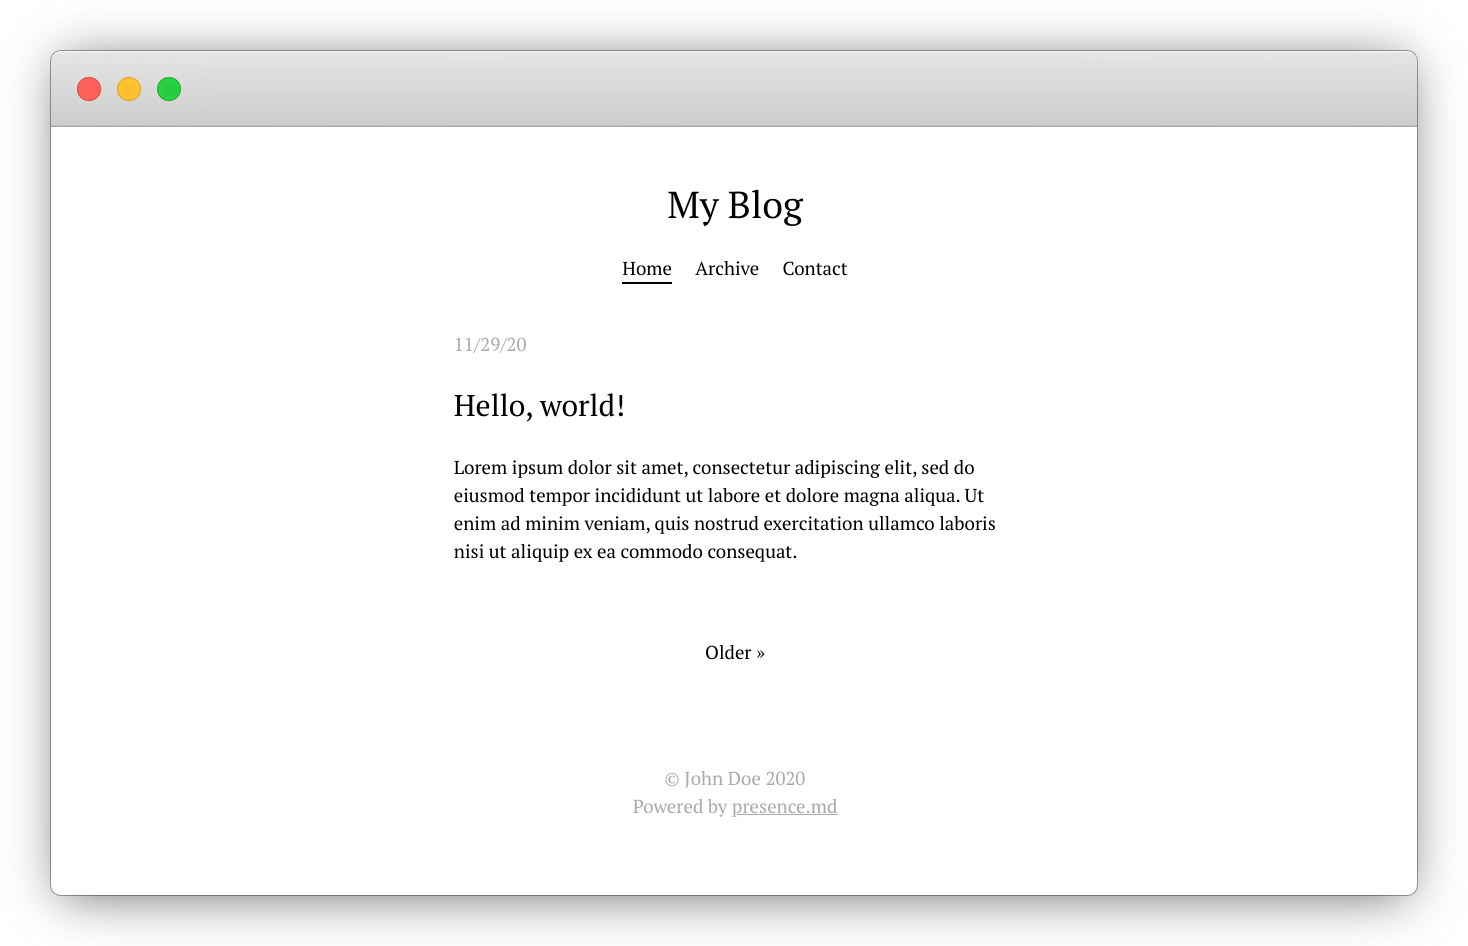 My Blog
Home Archive Contact
11/29/20
Hello, world!
Lorem ipsum dolor sit amet, consectetur adipiscing elit, sed do
eiusmod tempor incididunt ut labore et dolore magna aliqua. Ut
enim ad minim veniam, quis nostrud exercitation ullamco laboris
nisi ut aliquip ex ea commodo consequat.
Older »
© John Doe 2020
Powered by presence.md